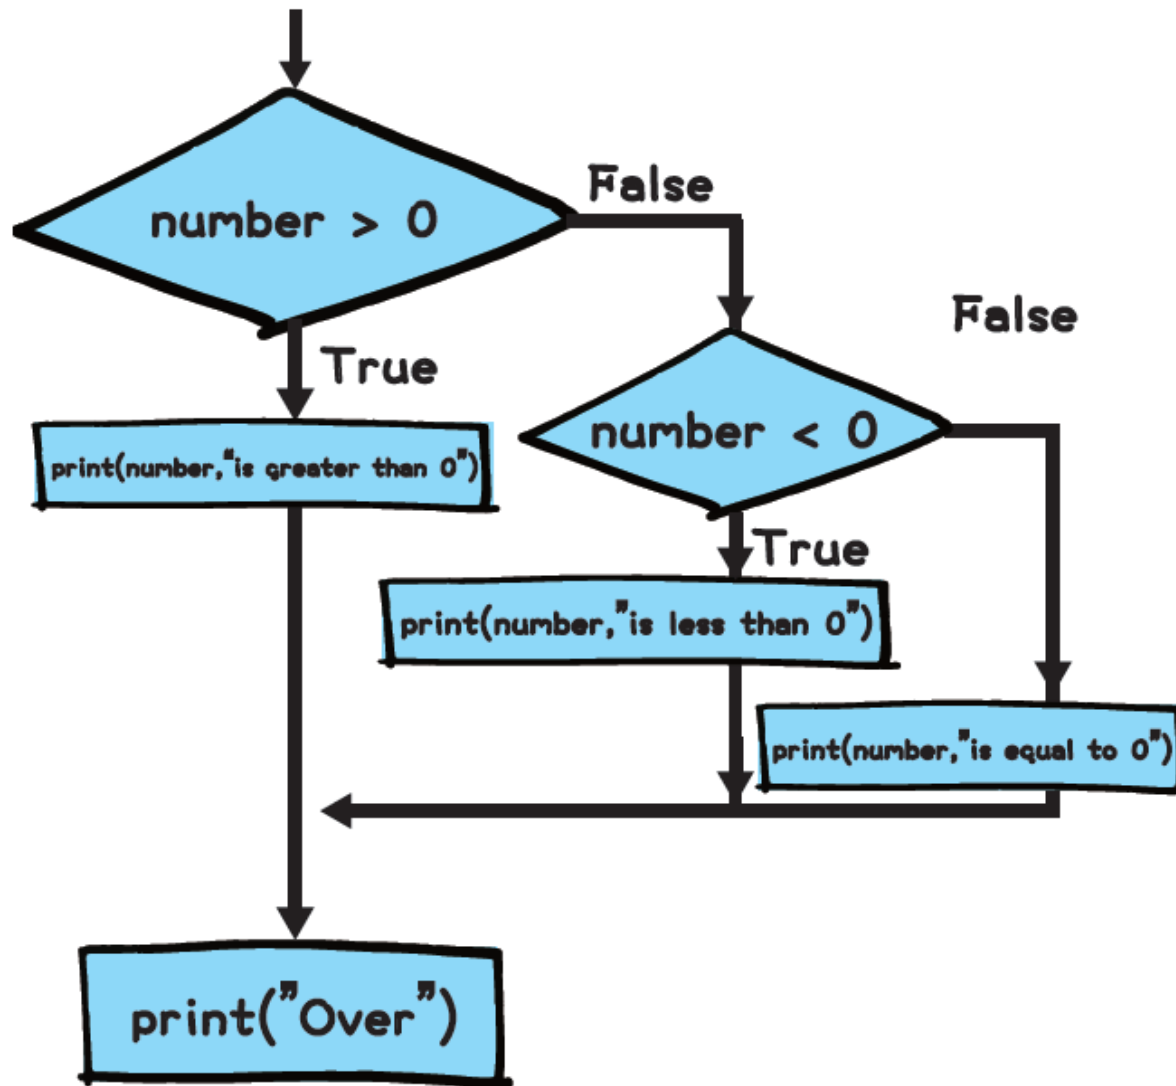 number > 0
False
True
print(number,"is greater than 0")
False
number < 0
True
print(number,"is less than 0")
print(number,"is equal to 0")
print("Over")